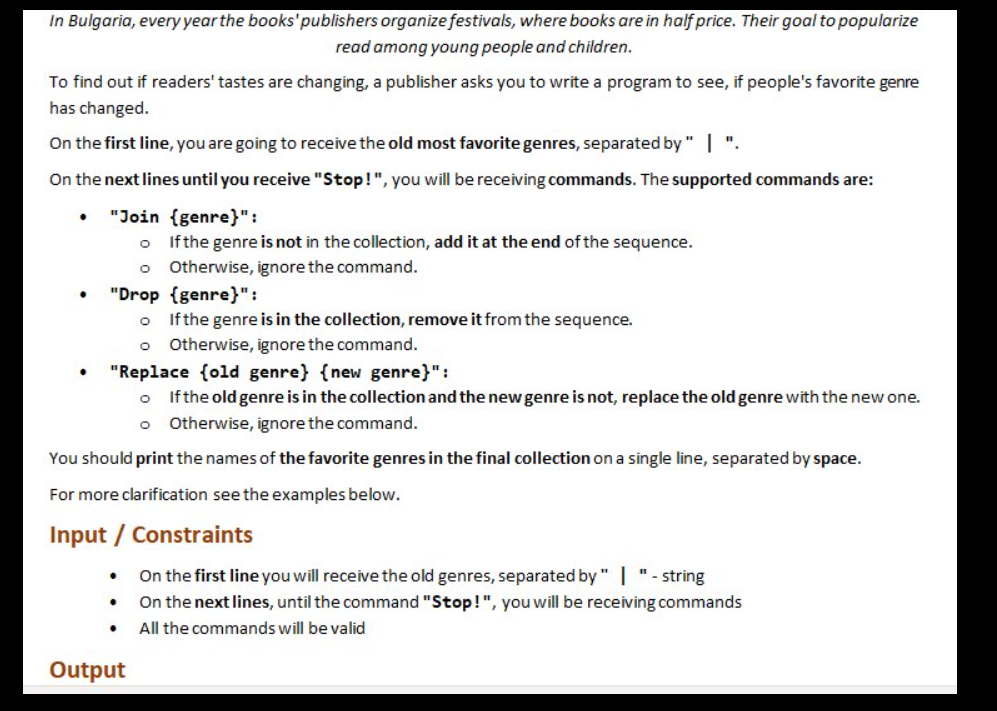 In Bulgaria, every year the books' publishers organize festivals, where books are in half price. Their goal to popularize
read among young people and children.
To find out if readers' tastes are changing, a publisher asks you to write a program to see, if people's favorite genre
has changed.
On the first line, you are going to receive the old most favorite genres, separated by " | ".
On the next lines until you receive "Stop!", you will be receiving commands. The supported commands are:
• "Join {genre}":
o If the genre is not in the collection, add it at the end of the sequence.
o Otherwise, ignore the command.
• "Drop {genre}":
o If the genre is in the collection, remove it from the sequence.
o Otherwise, ignore the command.
• "Replace {old genre} {new genre}":
o If the old genre is in the collection and the new genre is not, replace the old genre with the new one.
o Otherwise, ignore the command.
You should print the names of the favorite genres in the final collection on a single line, separated by space.
For more clarification see the examples below.
Input / Constraints
• On the first line you will receive the old genres, separated by " | " - string
• On the next lines, until the command "Stop!", you will be receiving commands
• All the commands will be valid
Output